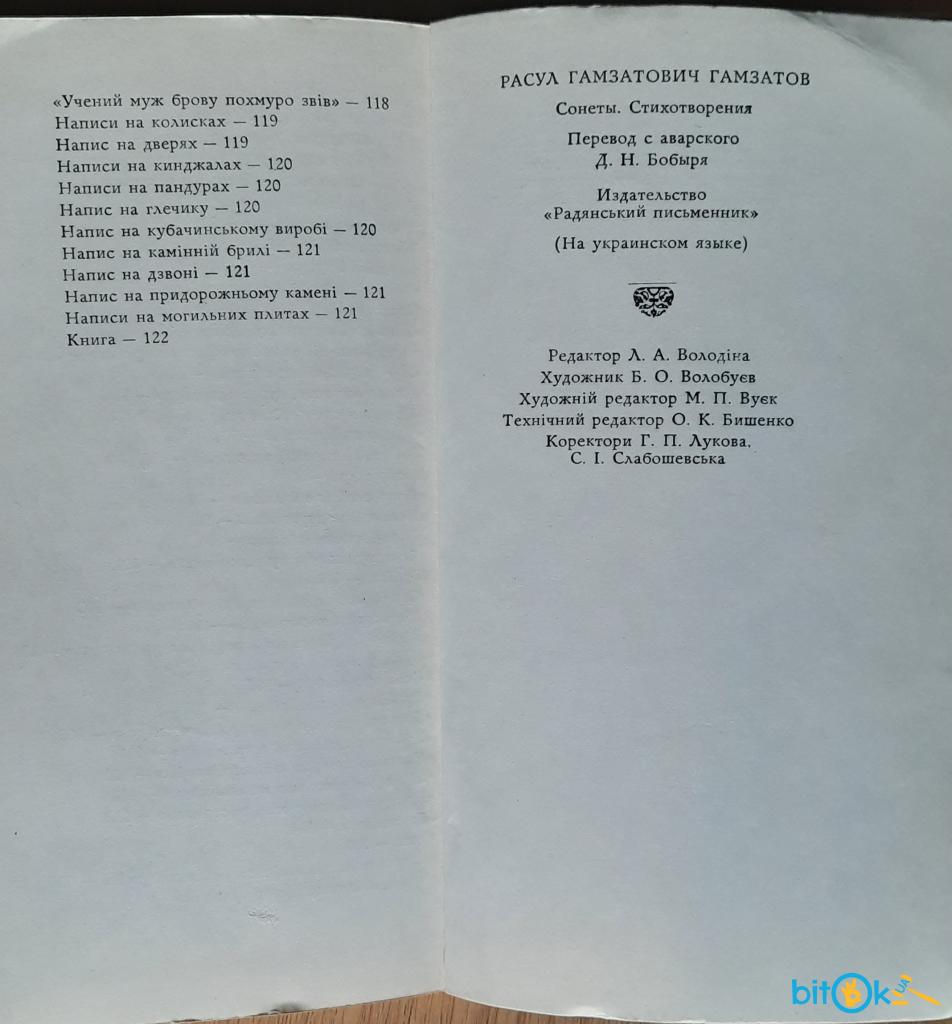 «Учений муж брову похмуро звів» — 118
Написи на колисках — 119
Напис на дверях — 119
Написи на кинджалах — 120
Написи на пандурах — 120
Напис на глечику — 120
Напис на кубачинському виробі — 120
Напис на камінній брилі — 121
Напис на дзвоні — 121
Напис на придорожньому камені — 121
Написи на могильних плитах — 121
Книга — 122
РАСУЛ ГАМЗАТОВИЧ ГАМЗАТОВ
Сонеты. Стихотворения
Перевод с аварского
Д. Н. Бобыря
Издательство
«Радянський письменник»
(На украинском языке)
Редактор Л. А. Володіна
Художник Б. О. Волобуєв
Художній редактор М. П. Вуєк
Технічний редактор О. К. Бишенко
Коректори Г. П. Лукова,
С. І. Слабошевська
bitOk UA